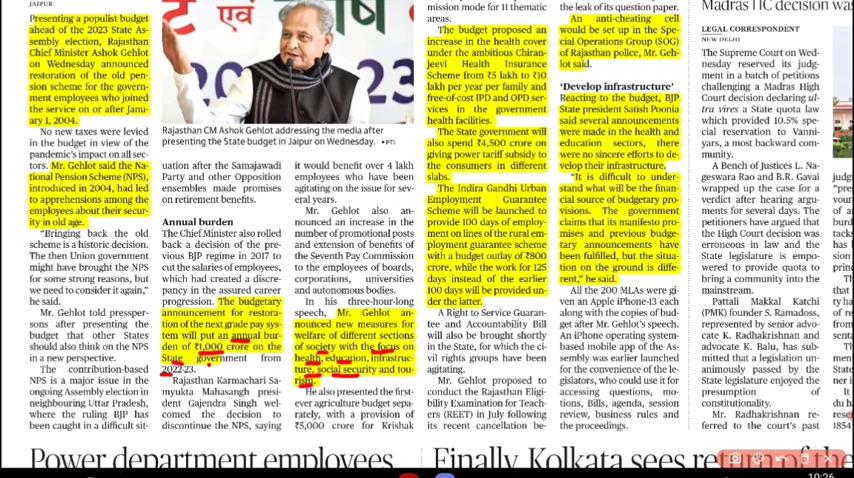 JAIPUR
Presenting a populist budget
ahead of the 2023 State As-
sembly election, Rajasthan
Chief Minister Ashok Gehlot
on Wednesday announced
restoration of the old pen-
sion scheme for the govern-
ment employees who joined
the service on or after Janu-
ary 1, 2004.
No new taxes were levied
in the budget in view of the
pandemic's impact on all sec-
tors. Mr. Gehlot said the Na-
tional Pension Scheme (NPS),
introduced in 2004, had led
to apprehensions among the
employees about their secur-
ity in old age.
"Bringing back the old
scheme is a historic decision.
The then Union government
might have brought the NPS
for some strong reasons, but
we need to consider it again,"
he said.
Mr. Gehlot told pressper-
sons after presenting the
budget that other States
should also think on the NPS
in a new perspective.
The contribution-based
NPS is a major issue in the
ongoing Assembly election in
neighbouring Uttar Pradesh,
where the ruling BJP has
been caught in a difficult sit-
एवं
2023
Rajasthan CM Ashok Gehlot addressing the media after
presenting the State budget in Jaipur on Wednesday. •PTI
uation after the Samajwadi
Party and other Opposition
ensembles made promises
on retirement benefits.
Annual burden
The Chief Minister also rolled
back a decision of the pre-
vious BJP regime in 2017 to
cut the salaries of employees,
which had created a discre-
pancy in the assured career
progression. The budgetary
announcement for restora-
tion of the next grade pay sys-
tem will put an annual bur-
den of ₹1,000 crore on the
State government from
2022-23.
Rajasthan Karmachari Sa-
myukta Mahasangh presi-
dent Gajendra Singh wel-
comed the decision to
discontinue the NPS, saying
it would benefit over 4 lakh
employees who have been
agitating on the issue for sev-
eral years.
Mr. Gehlot also an-
nounced an increase in the
number of promotional posts
and extension of benefits of
the Seventh Pay Commission
to the employees of boards,
corporations, universities
and autonomous bodies.
In his three-hour-long
speech, Mr. Gehlot an-
nounced new measures for
welfare of different sections
of society with the focus on
health, education, infrastruc-
ture, social security and tou-
rism.
He also presented the first-
ever agriculture budget sepa-
rately, with a provision of
₹5,000 crore for Krishak
mission mode for 11 thematic
areas.
The budget proposed an
increase in the health cover
under the ambitious Chiran-
jeevi Health Insurance
Scheme from ₹5 lakh to ₹10
lakh per year per family and
free-of-cost IPD and OPD ser-
vices in the government
health facilities.
The State government will
also spend ₹4,500 crore on
giving power tariff subsidy to
the consumers in different
slabs.
The Indira Gandhi Urban
Employment Guarantee
Scheme will be launched to
provide 100 days of employ-
ment on lines of the rural em-
ployment guarantee scheme
with a budget outlay of ₹800
crore, while the work for 125
days instead of the earlier
100 days will be provided un-
der the latter.
A Right to Service Guaran-
tee and Accountability Bill
will also be brought shortly
in the State, for which the ci-
vil rights groups have been
agitating.
Mr. Gehlot proposed to
conduct the Rajasthan Eligi-
bility Examination for Teach-
ers (REET) in July following
its recent cancellation be-
the leak of its question paper.
An anti-cheating cell
would be set up in the Spe-
cial Operations Group (SOG)
of Rajasthan police, Mr. Geh-
lot said.
'Develop infrastructure'
Reacting to the budget, BJP
State president Satish Poonia
said several announcements
were made in the health and
education sectors, there
were no sincere efforts to de-
velop their infrastructure.
"It is difficult to under-
stand what will be the finan-
cial source of budgetary pro-
visions. The government
claims that its manifesto pro-
mises and previous budge-
tary announcements have
been fulfilled, but the situa-
tion on the ground is differ-
ent," he said.
All the 200 MLAs were giv-
en an Apple iPhone-13 each
along with the copies of bud-
get after Mr. Gehlot's speech.
An iPhone operating system-
based mobile app of the As-
sembly was earlier launched
for the convenience of the le-
gislators, who could use it for
accessing questions, mo-
tions, Bills, agenda, session
review, business rules and
the proceedings.
Madras HC decision was
LEGAL CORRESPONDENT
NEW DELHI
The Supreme Court on Wed-
nesday reserved its judg-
ment in a batch of petitions
challenging a Madras High
Court decision declaring ul-
tra vires a State quota law
which provided 10.5% spe-
cial reservation to Vanni-
yars, a most backward com-
munity.
A Bench of Justices L. Na-
geswara Rao and B.R. Gavai
wrapped up the case for a
verdict after hearing argu-
ments for several days. The
petitioners have argued that
the High Court decision was
erroneous in law and the
State legislature is empo-
wered to provide quota to
bring a community into the
mainstream.
Pattali Makkal Katchi
(PMK) founder S. Ramadoss,
represented by senior advo-
cate K. Radhakrishnan and
advocate K. Balu, has sub-
mitted that a legislation un-
animously passed by the
State legislature enjoyed the
presumption of
constitutionality.
Mr. Radhakrishnan re-
ferred to the court's past
Power department employees
Finally, Kolkata sees return of the
10:26